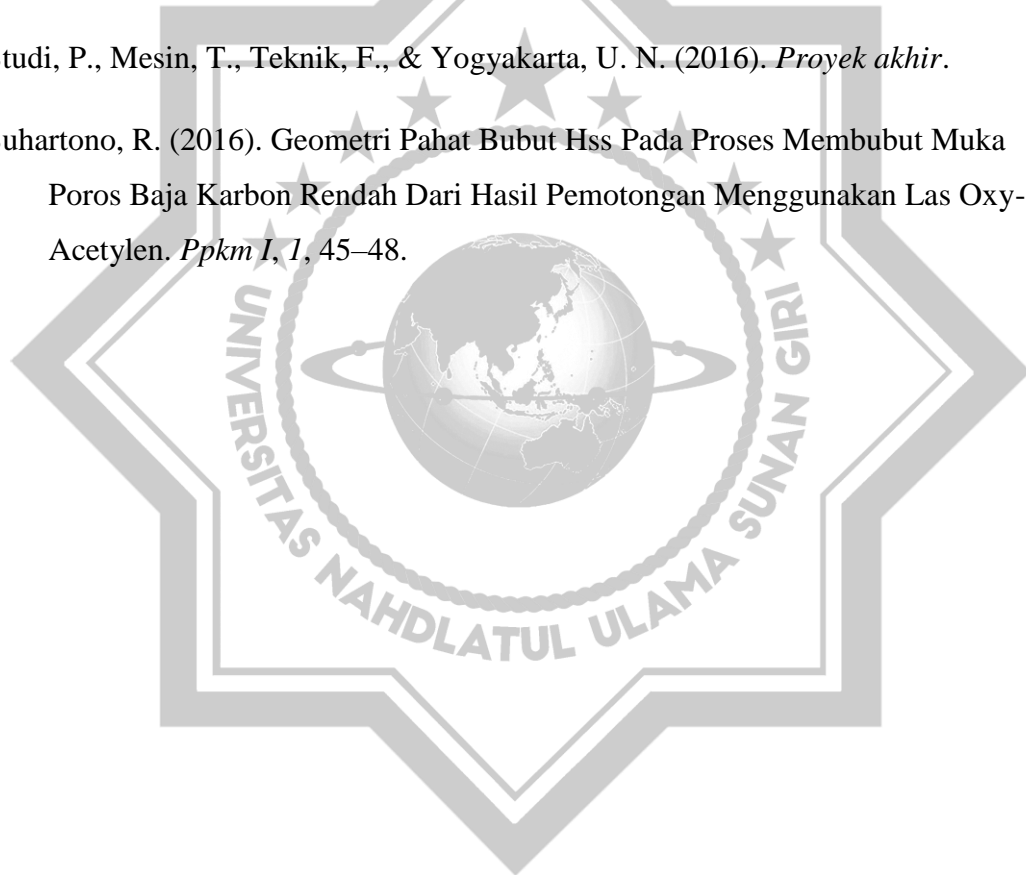 tudi, P., Mesin, T., Teknik, F., & Yogyakarta, U. N. (2016). Proyek akhir.
uhartono, R. (2016). Geometri Pahat Bubut Hss Pada Proses Membubut Muka
Poros Baja Karbon Rendah Dari Hasil Pemotongan Menggunakan Las Oxy-
Acetylen. Ppkm I, 1, 45–48.
UNIVERSITAS NAHDLATUL ULAMA SUNAN GIRI